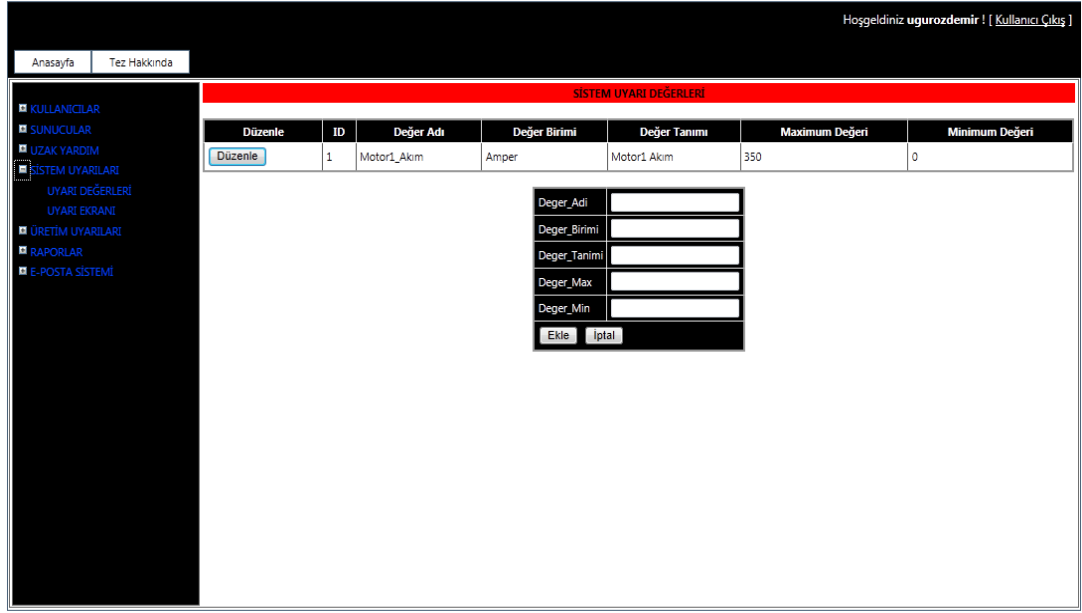 Hoşgeldiniz ugurozdemir ! [ Kullanıcı Çıkış ]
Anasayfa Tez Hakkında
KULLANICILAR
SUNUCULAR
UZAK YARDIM
SİSTEM UYARILARI
UYARI DEĞERLERİ
UYARI EKRANI
ÜRETİM UYARILARI
RAPORLAR
E-POSTA SİSTEMİ
SİSTEM UYARI DEĞERLERİ
Düzenle ID Değer Adı Değer Birimi Değer Tanımı Maximum Değeri Minimum Değeri
Düzenle 1 Motor1_Akım Amper Motor1 Akım 350 0
Deger_Adi
Deger_Birimi
Deger_Tanimi
Deger_Max
Deger_Min
Ekle İptal